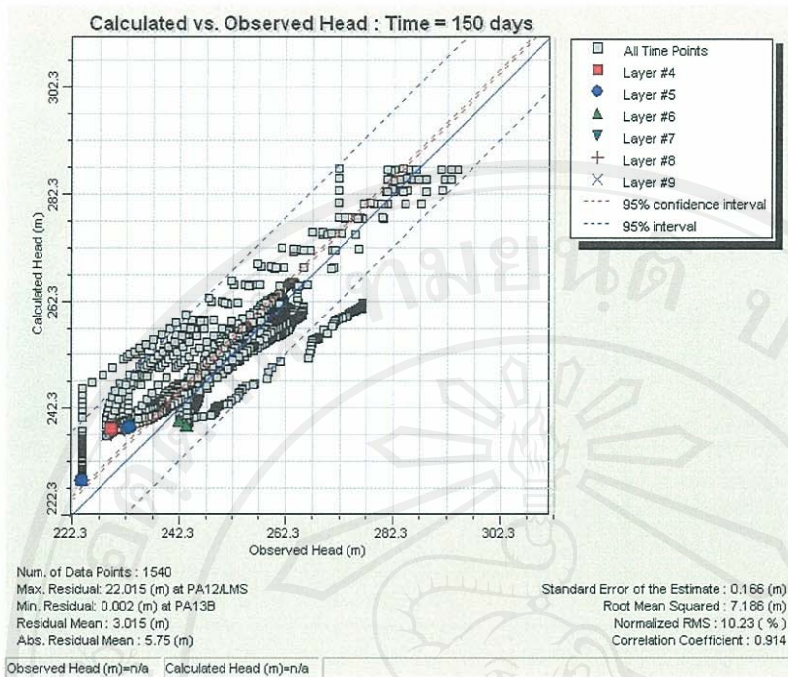 Calculated vs. Observed Head : Time = 150 days
302.3
282.3
262.3
242.3
222.3
Calculated Head (m)
222.3 242.3 262.3 282.3 302.3
Observed Head (m)
All Time Points
Layer #4
Layer #5
Layer #6
Layer #7
Layer #8
Layer #9
95% confidence interval
95% interval
Num. of Data Points : 1540
Max. Residual: 22.015 (m) at PA12/LMS
Min. Residual: 0.002 (m) at PA13B
Residual Mean : 3.015 (m)
Abs. Residual Mean : 5.75 (m)
Standard Error of the Estimate : 0.166 (m)
Root Mean Squared : 7.186 (m)
Normalized RMS : 10.23 ( % )
Correlation Coefficient : 0.914
Observed Head (m)=n/a Calculated Head (m)=n/a